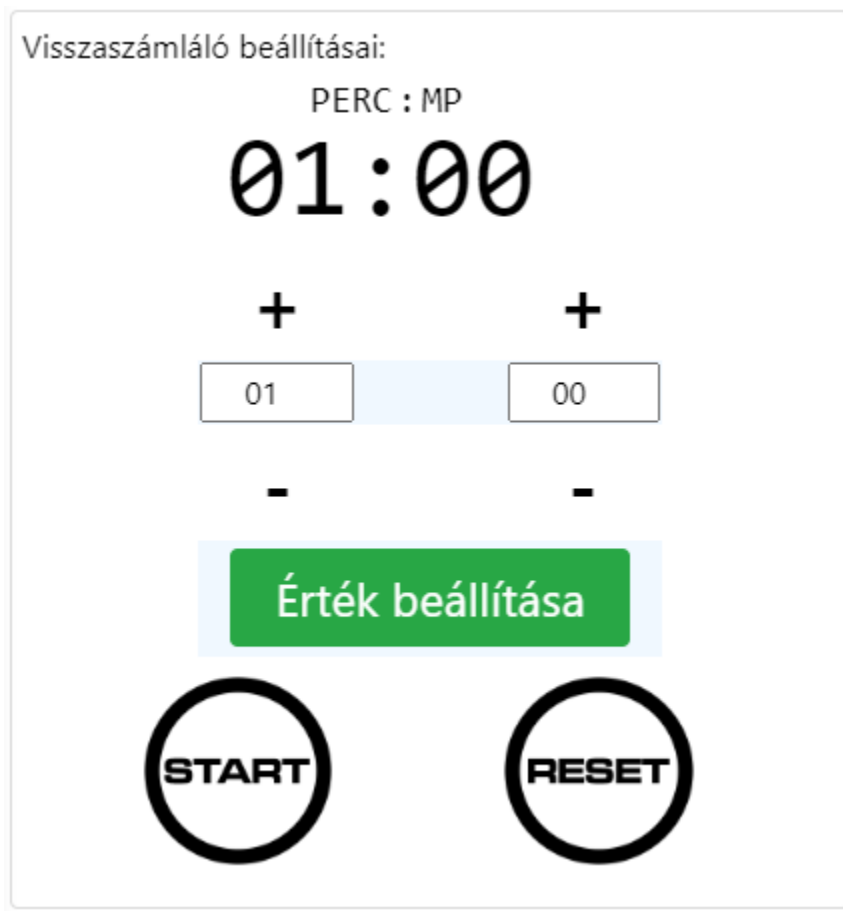 Visszaszámláló beállításai:
PERC:MP
01:00
+ +
01 00
- -
Érték beállítása
START RESET